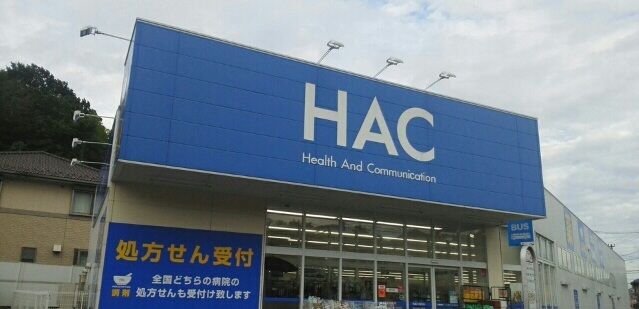 HAC
Health And Communication
BUS
処方せん受付
調剤
全国どちらの病院の
処方せんも受付け致します